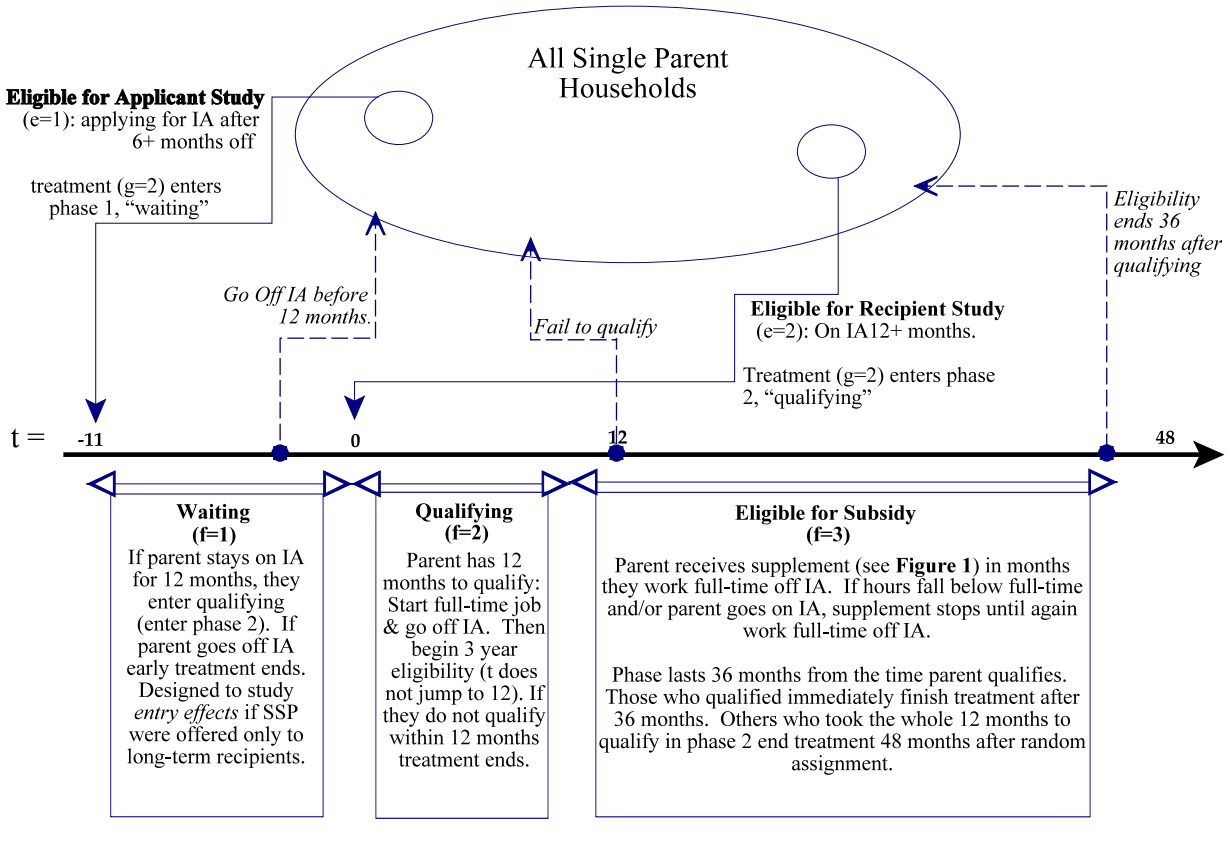 All Single Parent
Households
Eligible for Applicant Study
(e=1): applying for IA after
6+ months off
treatment (g=2) enters
phase 1, “waiting”
Eligibility
ends 36
months after
qualifying
Go Off IA before
12 months.
Fail to qualify
Eligible for Recipient Study
(e=2): On IA12+ months.
Treatment (g=2) enters phase
2, “qualifying”
t =
-11
0
12
48
Waiting
(f=1)
If parent stays on IA
for 12 months, they
enter qualifying
(enter phase 2). If
parent goes off IA
early treatment ends.
Designed to study
entry effects if SSP
were offered only to
long-term recipients.
Qualifying
(f=2)
Parent has 12
months to qualify:
Start full-time job
& go off IA. Then
begin 3 year
eligibility (t does
not jump to 12). If
they do not qualify
within 12 months
treatment ends.
Eligible for Subsidy
(f=3)
Parent receives supplement (see Figure 1) in months
they work full-time off IA. If hours fall below full-time
and/or parent goes on IA, supplement stops until again
work full-time off IA.
Phase lasts 36 months from the time parent qualifies.
Those who qualified immediately finish treatment after
36 months. Others who took the whole 12 months to
qualify in phase 2 end treatment 48 months after random
assignment.